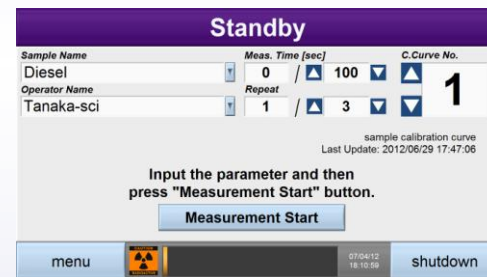 Standby
Sample Name Meas. Time [sec] C.Curve No.
Diesel 0 / 100 1
Operator Name Repeat
Tanaka-sci 1 / 3
sample calibration curve
Last Update: 2012/06/29 17:47:06
Input the parameter and then
press "Measurement Start" button.
Measurement Start
menu 07/04/12 shutdown
18:10:59